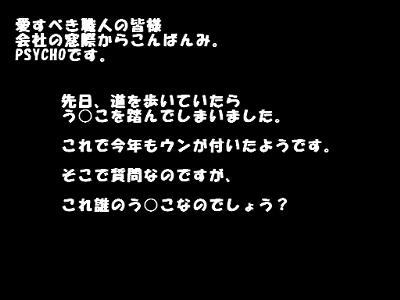 愛すべき職人の皆様
会社の窓際からこんばんみ。
PSYCHOです。
先日、道を歩いていたら
う○こを踏んでしまいました。
これで今年もウンが付いたようです。
そこで質問なのですが、
これ誰のう○こなのでしょう？